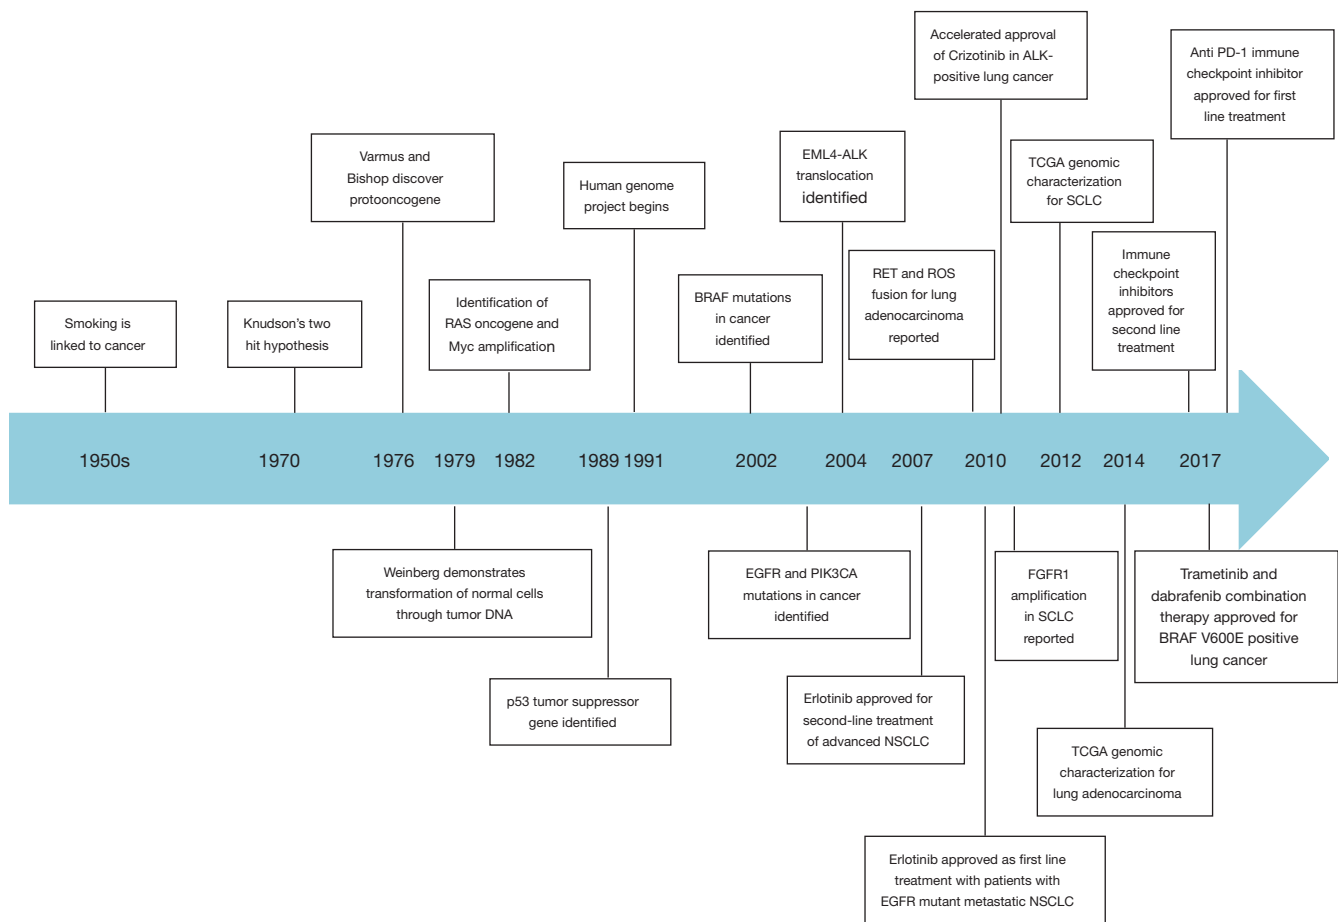 Accelerated approval
of Crizotinib in ALK-
positive lung cancer
Anti PD-1 immune
checkpoint inhibitor
approved for first
line treatment
Varmus and
Bishop discover
protooncogene
Human genome
project begins
EML4-ALK
translocation
identified
TCGA genomic
characterization
for SCLC
Smoking is
linked to cancer
Knudson's two
hit hypothesis
Identification of
RAS oncogene and
Myc amplification
BRAF mutations
in cancer
identified
RET and ROS
fusion for lung
adenocarcinoma
reported
Immune
checkpoint
inhibitors
approved for
second line
treatment
1950s 1970 1976 1979 1982 1989 1991 2002 2004 2007 2010 2012 2014 2017
Weinberg demonstrates
transformation of normal cells
through tumor DNA
p53 tumor suppressor
gene identified
EGFR and PIK3CA
mutations in cancer
identified
Erlotinib approved for
second-line treatment
of advanced NSCLC
Erlotinib approved as first line
treatment with patients with
EGFR mutant metastatic NSCLC
FGFR1
amplification
in SCLC
reported
TCGA genomic
characterization for
lung adenocarcinoma
Trametinib and
dabrafenib combination
therapy approved for
BRAF V600E positive
lung cancer